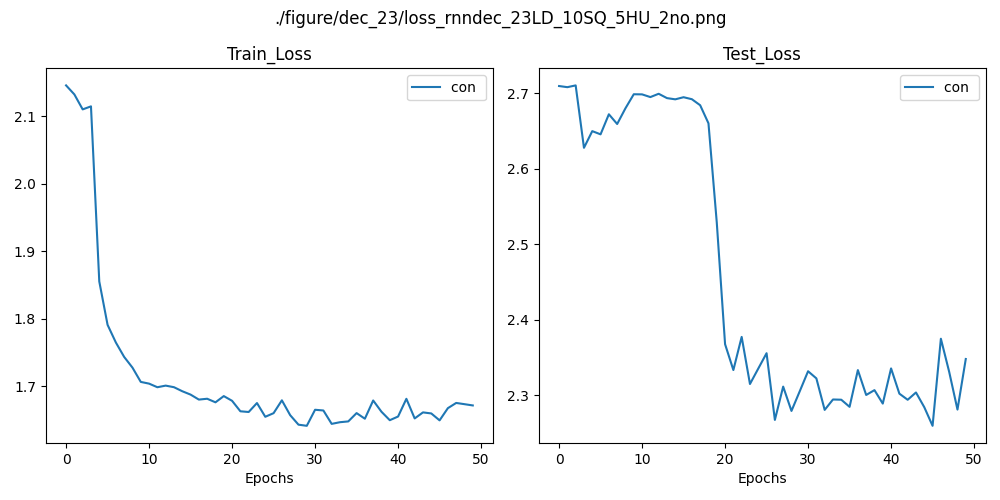 ./figure/dec_23/loss_rnndec_23LD_10SQ_5HU_2no.png
Train_Loss
con
2.1
2.0
1.9
1.8
1.7
0 10 20 30 40 50
Epochs
Test_Loss
con
2.7
2.6
2.5
2.4
2.3
0 10 20 30 40 50
Epochs